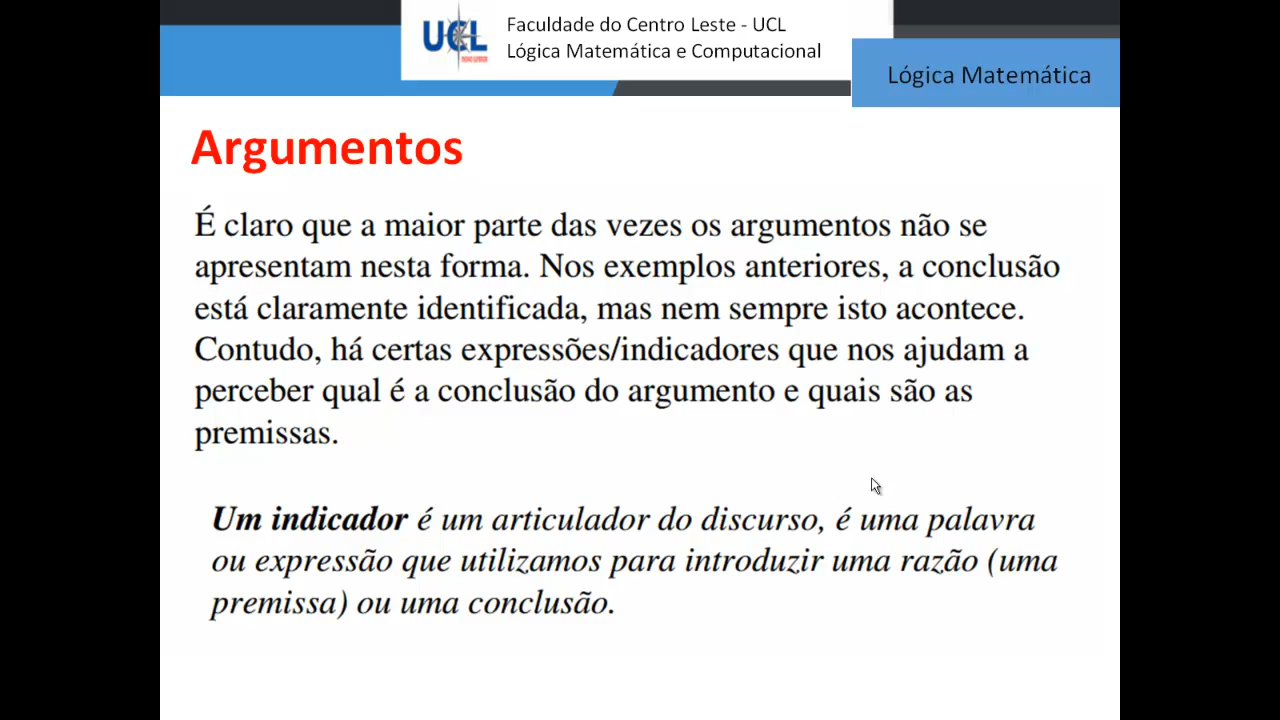 UCL
Faculdade do Centro Leste - UCL
Lógica Matemática e Computacional
Lógica Matemática
Argumentos
É claro que a maior parte das vezes os argumentos não se
apresentam nesta forma. Nos exemplos anteriores, a conclusão
está claramente identificada, mas nem sempre isto acontece.
Contudo, há certas expressões/indicadores que nos ajudam a
perceber qual é a conclusão do argumento e quais são as
premissas.
Um indicador é um articulador do discurso, é uma palavra
ou expressão que utilizamos para introduzir uma razão (uma
premissa) ou uma conclusão.